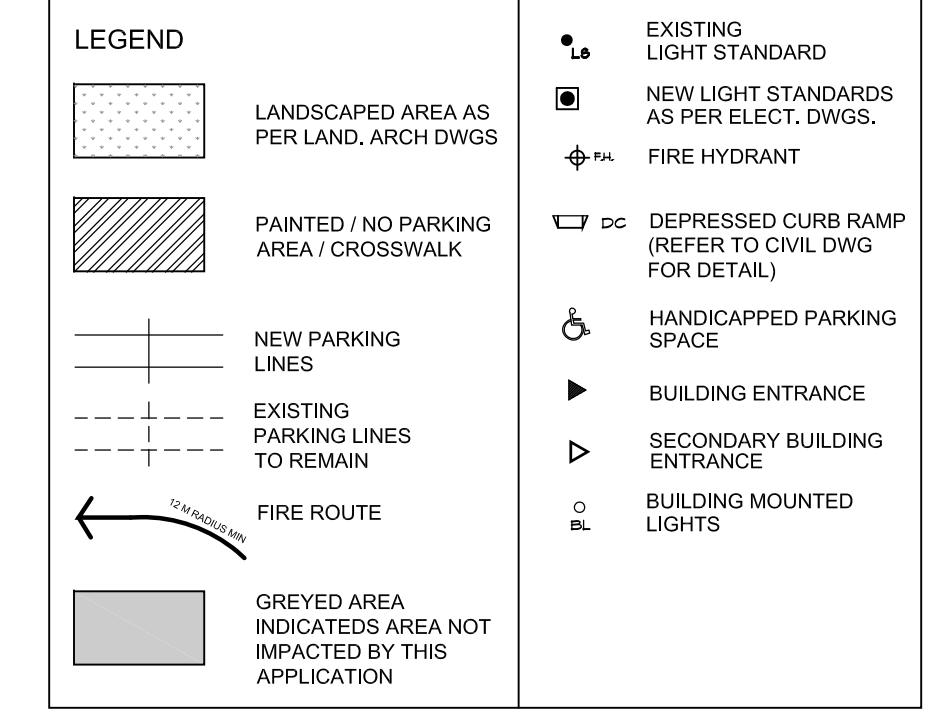 LEGEND
LANDSCAPED AREA AS
PER LAND. ARCH DWGS
PAINTED / NO PARKING
AREA / CROSSWALK
NEW PARKING
LINES
EXISTING
PARKING LINES
TO REMAIN
12 M RADIUS MIN
FIRE ROUTE
GREYED AREA
INDICATEDS AREA NOT
IMPACTED BY THIS
APPLICATION
LS
EXISTING
LIGHT STANDARD
NEW LIGHT STANDARDS
AS PER ELECT. DWGS.
F.H.
FIRE HYDRANT
DC
DEPRESSED CURB RAMP
(REFER TO CIVIL DWG
FOR DETAIL)
HANDICAPPED PARKING
SPACE
BUILDING ENTRANCE
SECONDARY BUILDING
ENTRANCE
BL
BUILDING MOUNTED
LIGHTS